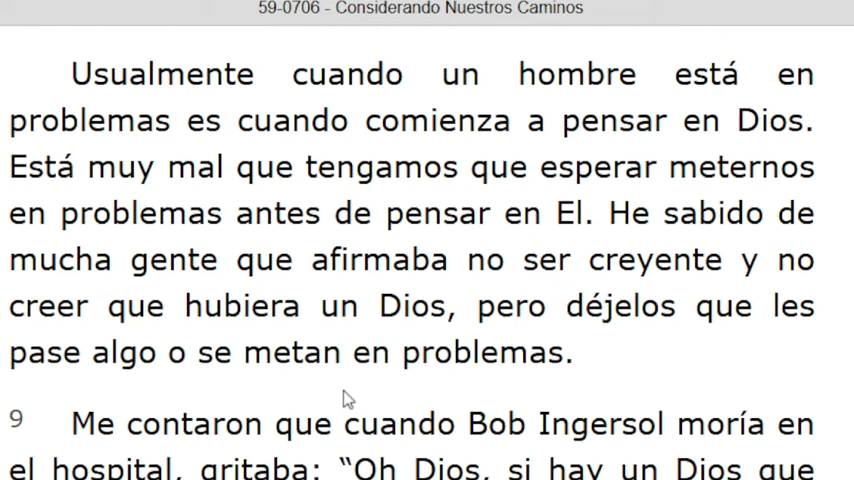 59-0706 - Considerando Nuestros Caminos
Usualmente cuando un hombre está en
problemas es cuando comienza a pensar en Dios.
Está muy mal que tengamos que esperar meternos
en problemas antes de pensar en El. He sabido de
mucha gente que afirmaba no ser creyente y no
creer que hubiera un Dios, pero déjelos que les
pase algo o se metan en problemas.
9 Me contaron que cuando Bob Ingersol moría en
el hospital, gritaba: “Oh Dios, si hay un Dios que